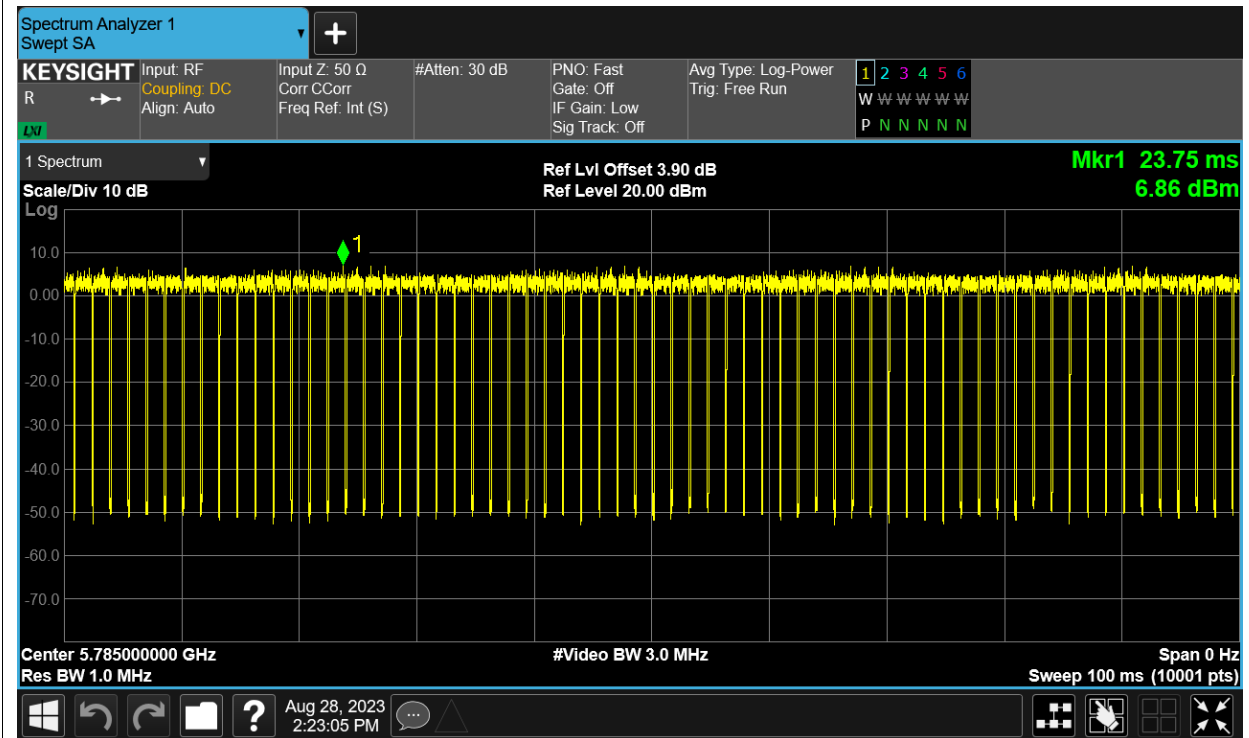 Spectrum Analyzer 1
Swept SA
+
KEYSIGHT
R
LXI
Input: RF
Coupling: DC
Align: Auto
Input Z: 50 Ω
Corr CCorr
Freq Ref: Int (S)
#Atten: 30 dB
PNO: Fast
Gate: Off
IF Gain: Low
Sig Track: Off
Avg Type: Log-Power
Trig: Free Run
1 2 3 4 5 6
W W W W W W
P N N N N N
1 Spectrum
Scale/Div 10 dB
Log
Ref Lvl Offset 3.90 dB
Ref Level 20.00 dBm
Mkr1 23.75 ms
6.86 dBm
1
10.0
0.00
-10.0
-20.0
-30.0
-40.0
-50.0
-60.0
-70.0
Center 5.785000000 GHz
Res BW 1.0 MHz
#Video BW 3.0 MHz
Span 0 Hz
Sweep 100 ms (10001 pts)
?
Aug 28, 2023
2:23:05 PM